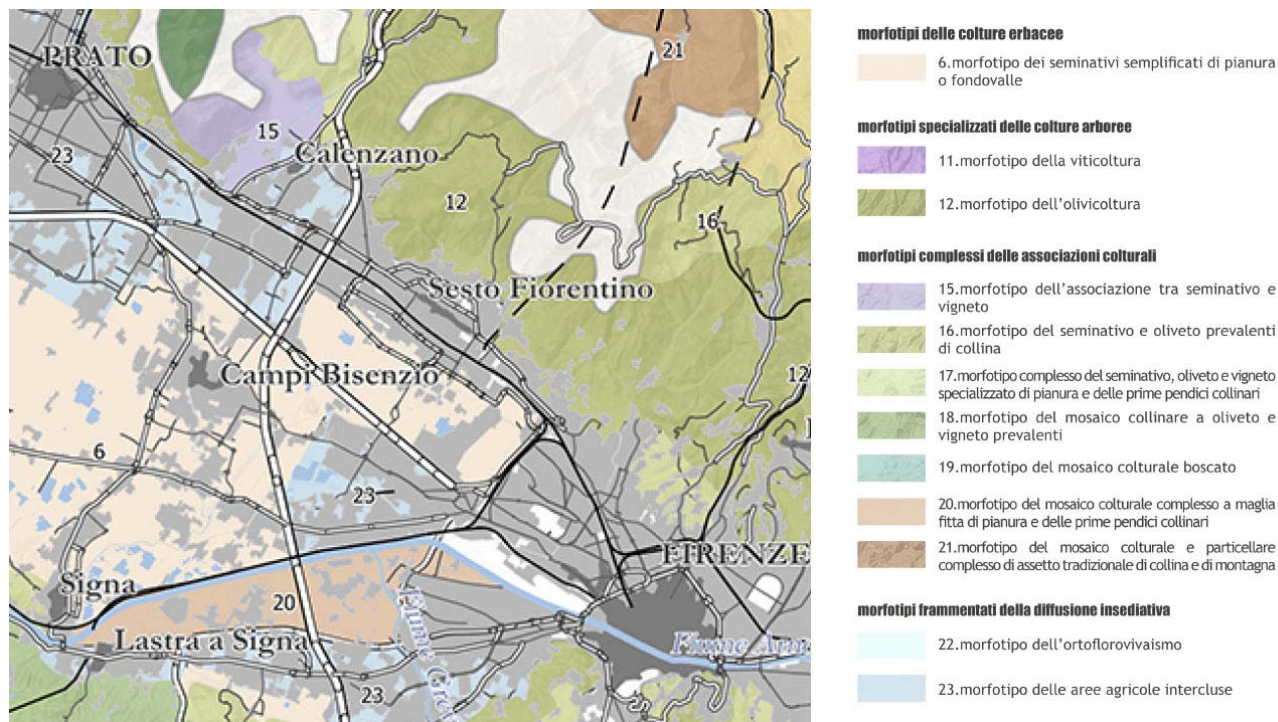 PRATO
21
15
23
Calenzano
12
16
Sesto Fiorentino
Campi Bisenzio
12
6
23
FIRENZE
Signa
20
Fiume Arno
Lastra a Signa
23
morfotipi delle colture erbacee
6.morfotipo dei seminativi semplificati di pianura
o fondovalle
morfotipi specializzati delle colture arboree
11.morfotipo della viticoltura
12.morfotipo dell'olivicoltura
morfotipi complessi delle associazioni colturali
15.morfotipo dell'associazione tra seminativo e
vigneto
16.morfotipo del seminativo e oliveto prevalenti
di collina
17.morfotipo complesso del seminativo, oliveto e vigneto
specializzato di pianura e delle prime pendici collinari
18.morfotipo del mosaico collinare a oliveto e
vigneto prevalenti
19.morfotipo del mosaico colturale boscato
20.morfotipo del mosaico colturale complesso a maglia
fitta di pianura e delle prime pendici collinari
21.morfotipo del mosaico colturale e particellare
complesso di assetto tradizionale di collina e di montagna
morfotipi frammentati della diffusione insediativa
22.morfotipo dell'ortoflorovivaismo
23.morfotipo delle aree agricole intercluse